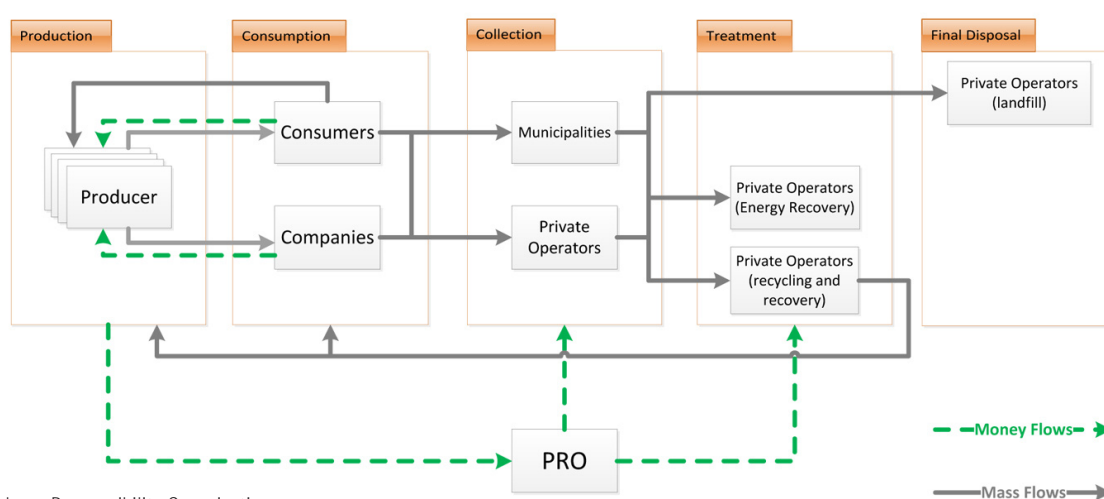 Production
Consumption
Collection
Treatment
Final Disposal
Private Operators
(landfill)
Consumers
Municipalities
Producer
Private Operators
(Energy Recovery)
Companies
Private
Operators
Private Operators
(recycling and
recovery)
Money Flows
PRO
Mass Flows